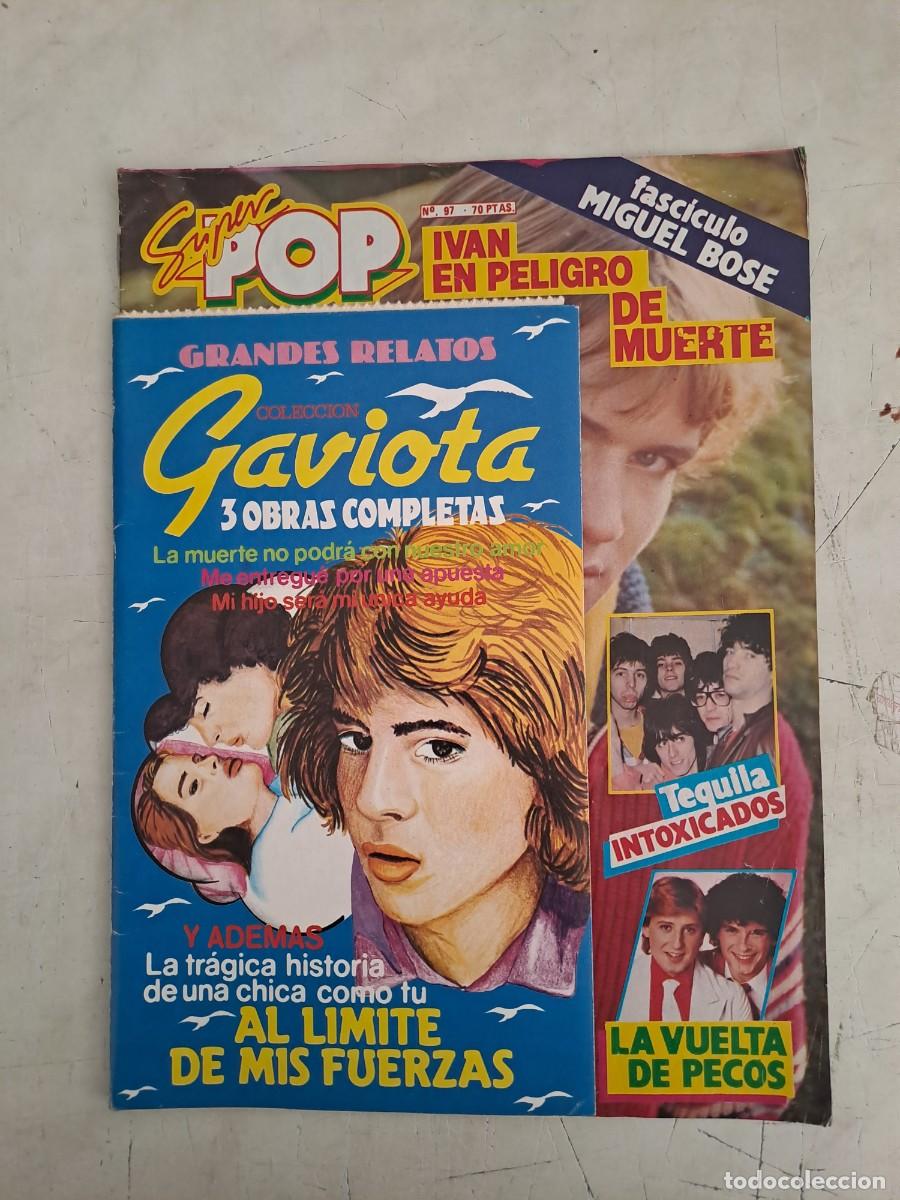 Super
POP
Nº. 97 · 70 PTAS.
fascículo
MIGUEL BOSE
IVAN
EN PELIGRO
DE
MUERTE
GRANDES RELATOS
COLECCION
Gaviota
3 OBRAS COMPLETAS
La muerte no podrá con nuestro amor
Me entregué por una apuesta
Mi hijo será mi unica ayuda
Tequila
INTOXICADOS
Y ADEMAS
La trágica historia
de una chica como tu
AL LIMITE
DE MIS FUERZAS
LA VUELTA
DE PECOS
todocoleccion